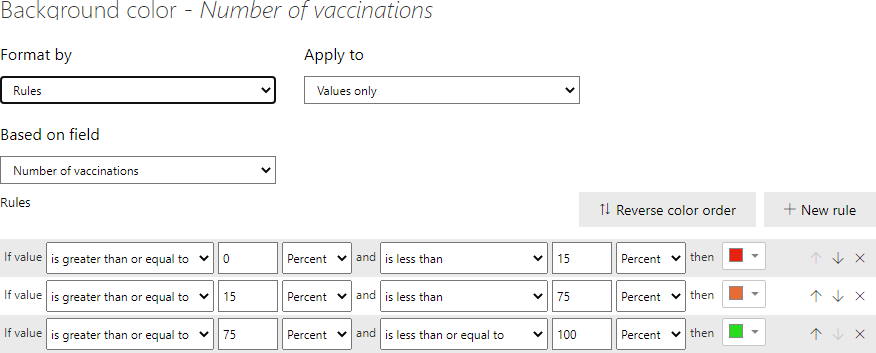 Background color - Number of vaccinations
Format by Apply to
Rules Values only
Based on field
Number of vaccinations
Rules Reverse color order New rule
If value is greater than or equal to 0 Percent and is less than 15 Percent then
If value is greater than or equal to 15 Percent and is less than 75 Percent then
If value is greater than or equal to 75 Percent and is less than or equal to 100 Percent then